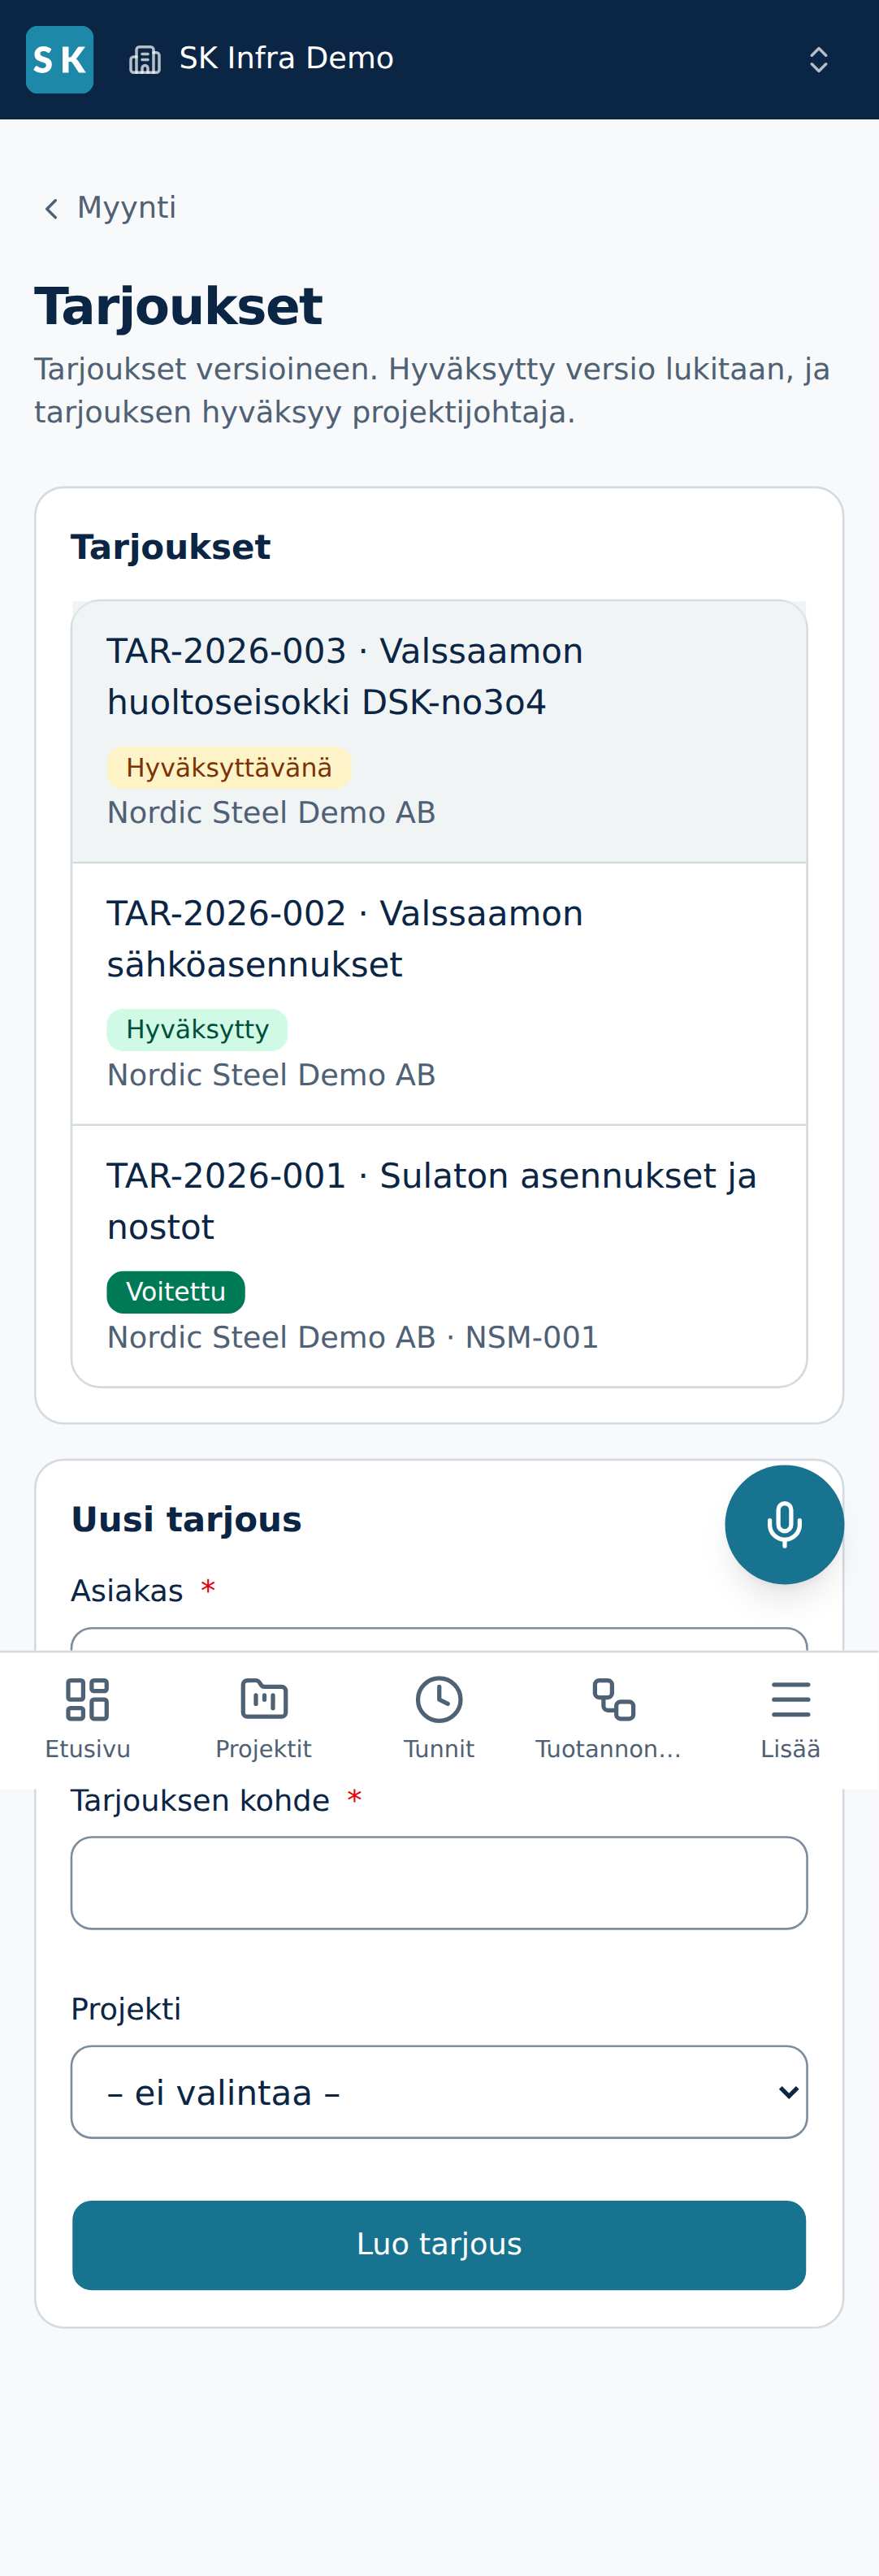 SK
SK Infra Demo
Myynti
Tarjoukset
Tarjoukset versioineen. Hyväksytty versio lukitaan, ja
tarjouksen hyväksyy projektijohtaja.
Tarjoukset
TAR-2026-003 · Valssaamon
huoltoseisokki DSK-no3o4
Hyväksyttävänä
Nordic Steel Demo AB
TAR-2026-002 · Valssaamon
sähköasennukset
Hyväksytty
Nordic Steel Demo AB
TAR-2026-001 · Sulaton asennukset ja
nostot
Voitettu
Nordic Steel Demo AB · NSM-001
Uusi tarjous
Asiakas *
Etusivu Projektit Tunnit Tuotannon… Lisää
Tarjouksen kohde *
Projekti
– ei valintaa –
Luo tarjous